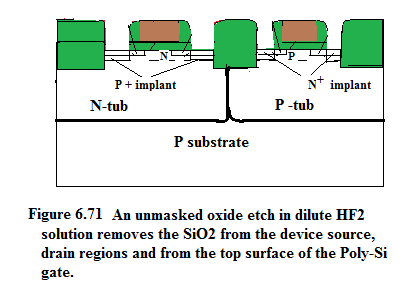 N
P
P + implant
N+ implant
N-tub
P -tub
P substrate
Figure 6.71 An unmasked oxide etch in dilute HF2
solution removes the SiO2 from the device source,
drain regions and from the top surface of the Poly-Si
gate.